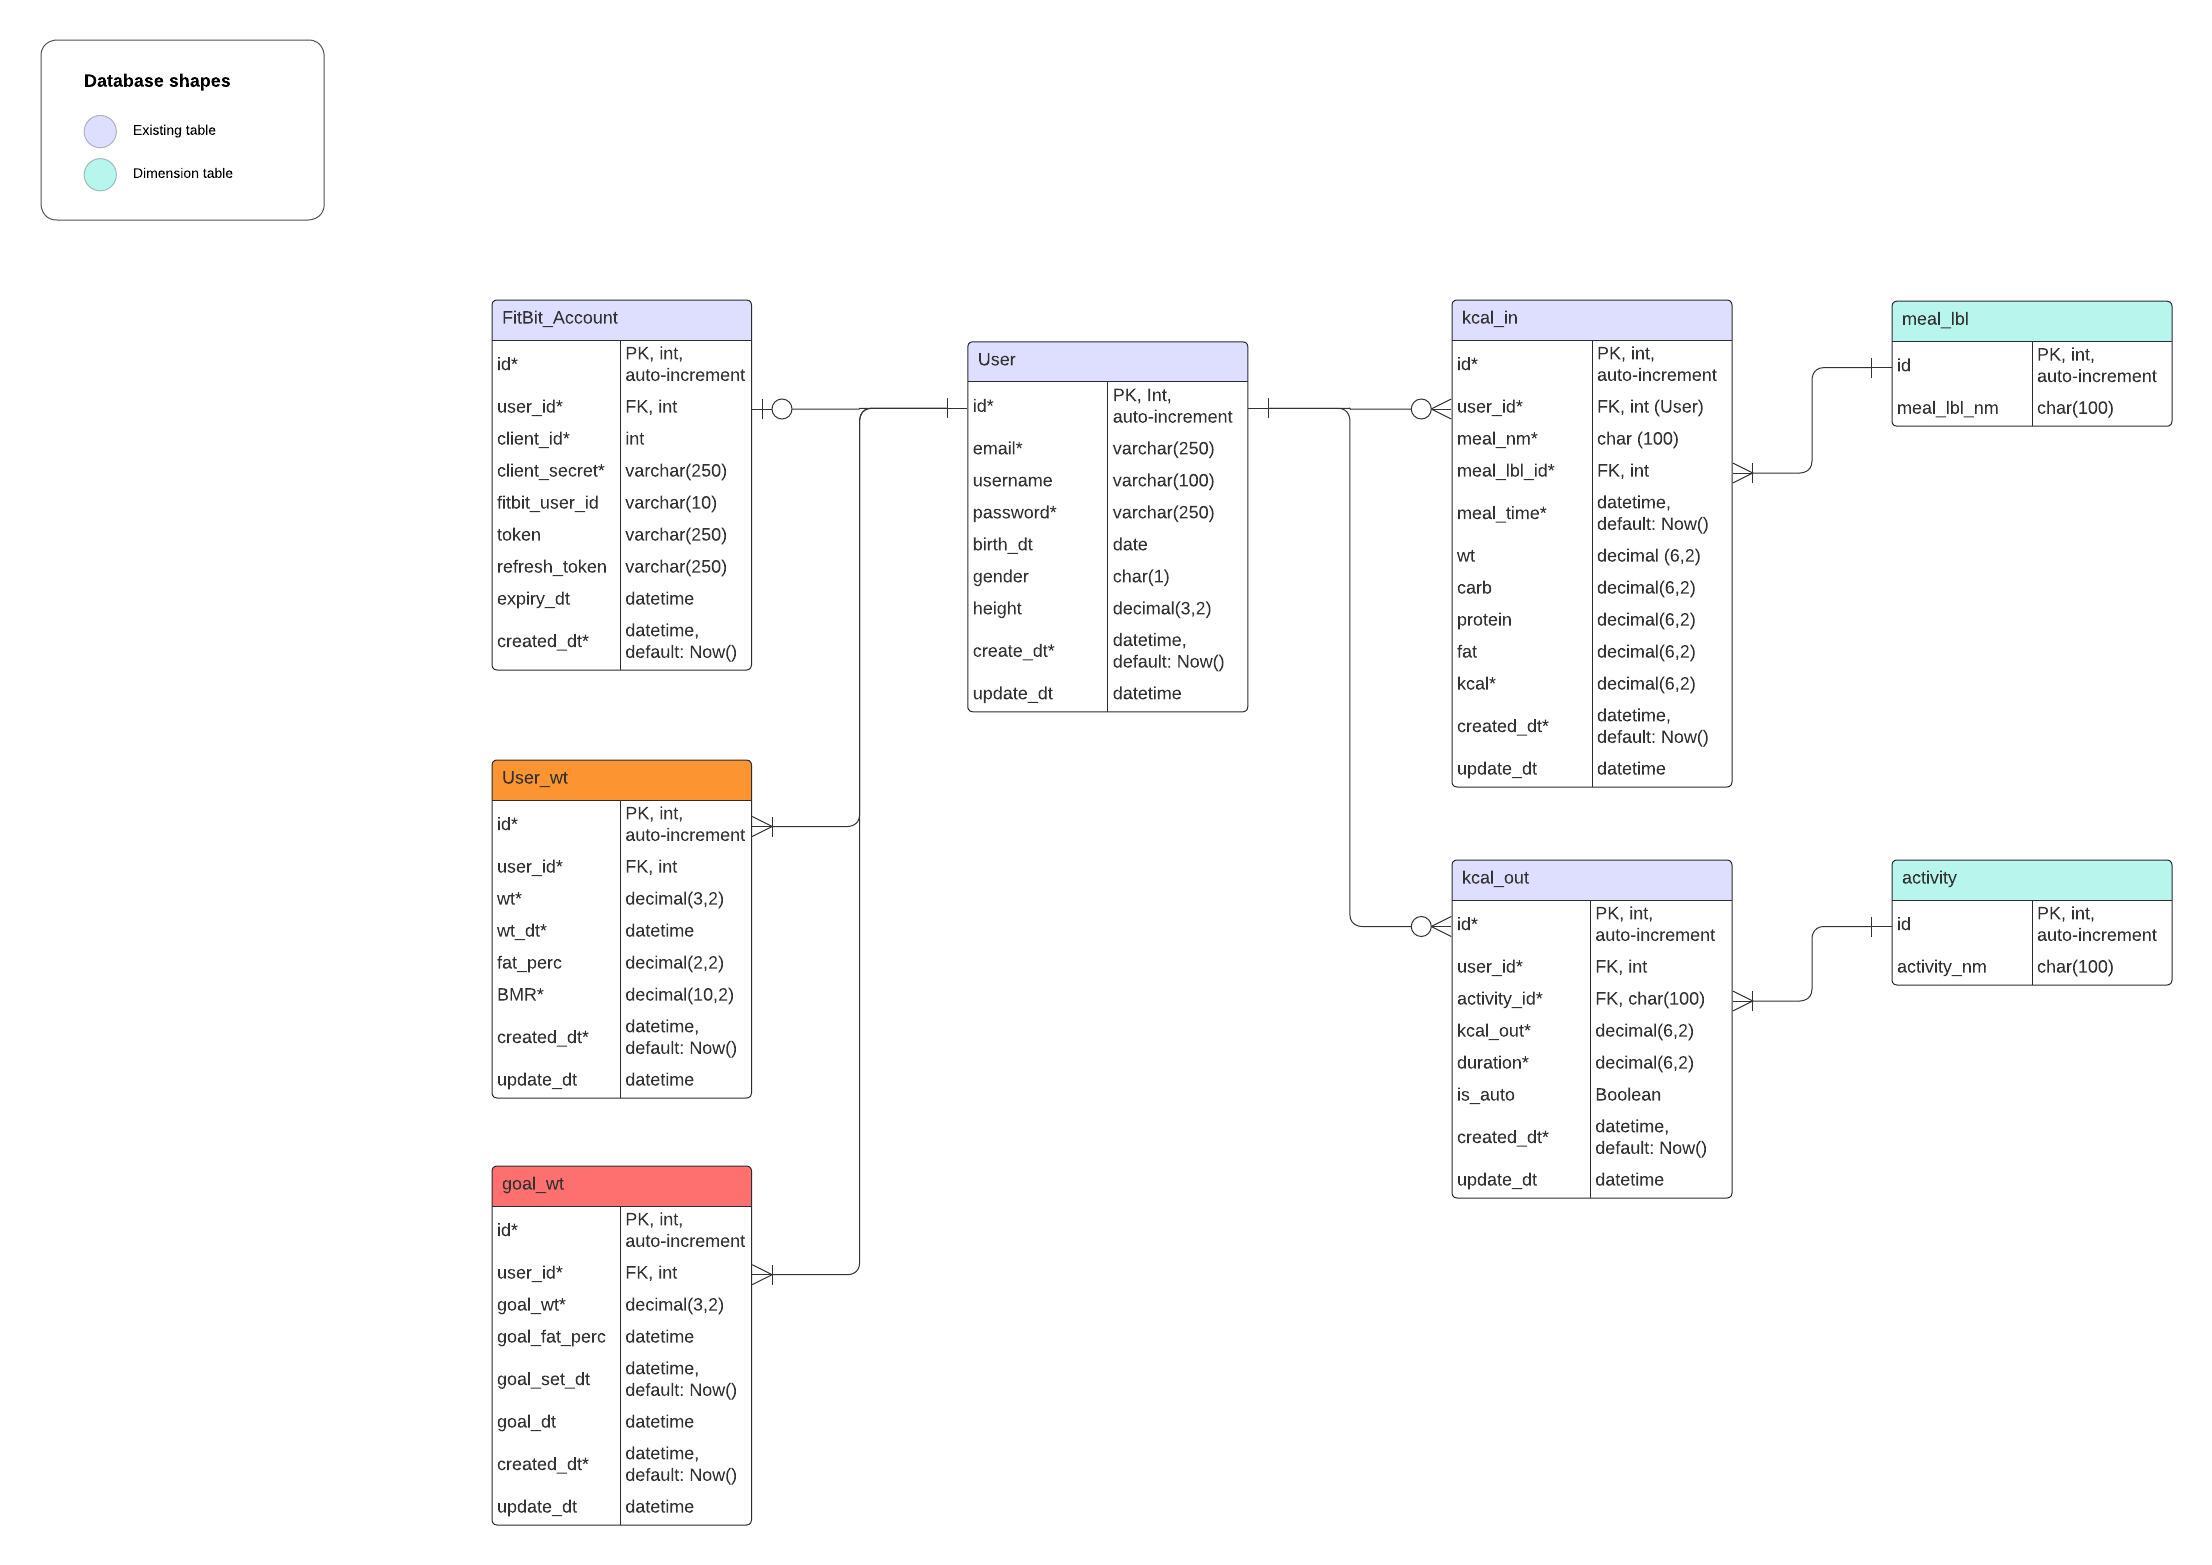 Database shapes
Existing table
Dimension table
FitBit_Account
id* PK, int,
auto-increment
user_id* FK, int
client_id* int
client_secret* varchar(250)
fitbit_user_id varchar(10)
token varchar(250)
refresh_token varchar(250)
expiry_dt datetime
created_dt* datetime,
default: Now()
User
id* PK, Int,
auto-increment
email* varchar(250)
username varchar(100)
password* varchar(250)
birth_dt date
gender char(1)
height decimal(3,2)
create_dt* datetime,
default: Now()
update_dt datetime
kcal_in
id* PK, int,
auto-increment
user_id* FK, int (User)
meal_nm* char (100)
meal_lbl_id* FK, int
meal_time* datetime,
default: Now()
wt decimal (6,2)
carb decimal(6,2)
protein decimal(6,2)
fat decimal(6,2)
kcal* decimal(6,2)
created_dt* datetime,
default: Now()
update_dt datetime
meal_lbl
id PK, int,
auto-increment
meal_lbl_nm char(100)
User_wt
id* PK, int,
auto-increment
user_id* FK, int
wt* decimal(3,2)
wt_dt* datetime
fat_perc decimal(2,2)
BMR* decimal(10,2)
created_dt* datetime,
default: Now()
update_dt datetime
kcal_out
id* PK, int,
auto-increment
user_id* FK, int
activity_id* FK, char(100)
kcal_out* decimal(6,2)
duration* decimal(6,2)
is_auto Boolean
created_dt* datetime,
default: Now()
update_dt datetime
activity
id PK, int,
auto-increment
activity_nm char(100)
goal_wt
id* PK, int,
auto-increment
user_id* FK, int
goal_wt* decimal(3,2)
goal_fat_perc datetime
goal_set_dt datetime,
default: Now()
goal_dt datetime
created_dt* datetime,
default: Now()
update_dt datetime